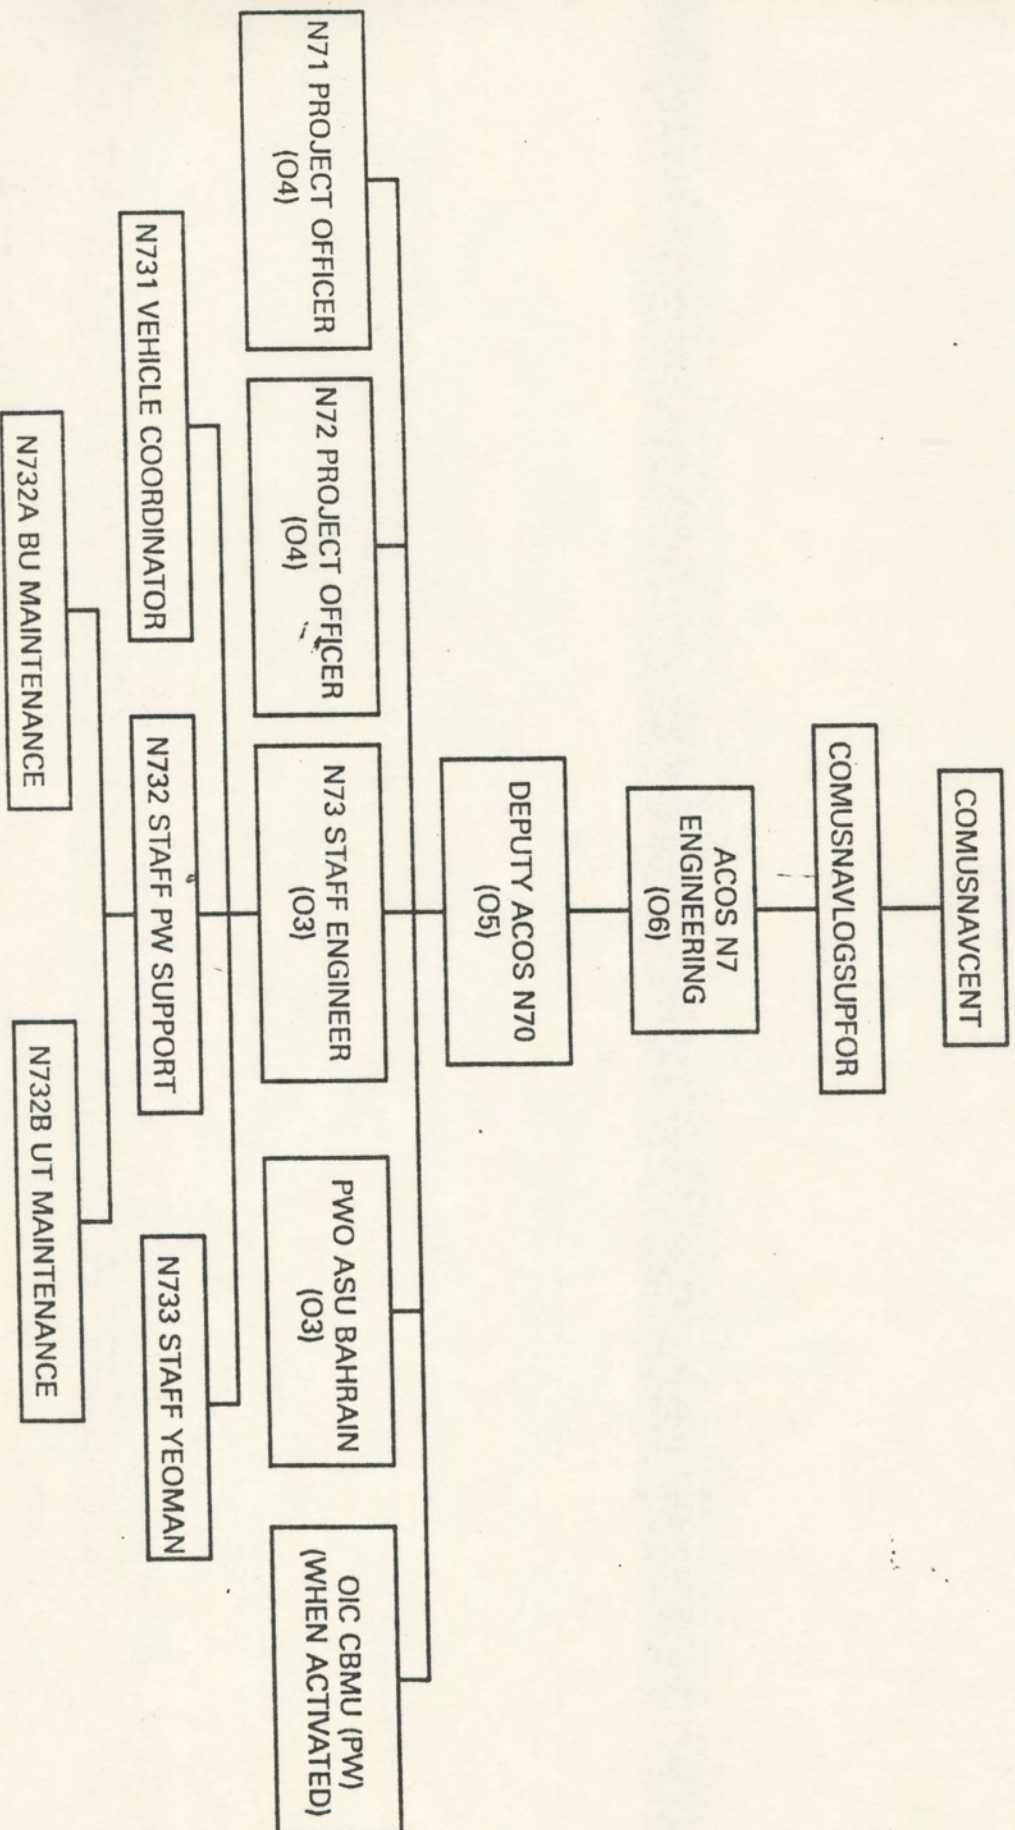 COMUSNAVCENT
COMUSNAVLOGSUPFOR
ACOS N7
ENGINEERING
(O6)
DEPUTY ACOS N70
(O5)
N71 PROJECT OFFICER
(O4)
N72 PROJECT OFFICER
(O4)
N73 STAFF ENGINEER
(O3)
PWO ASU BAHRAIN
(O3)
OIC CBMU (PW)
(WHEN ACTIVATED)
N731 VEHICLE COORDINATOR
N732 STAFF PW SUPPORT
N733 STAFF YEOMAN
N732A BU MAINTENANCE
N732B UT MAINTENANCE